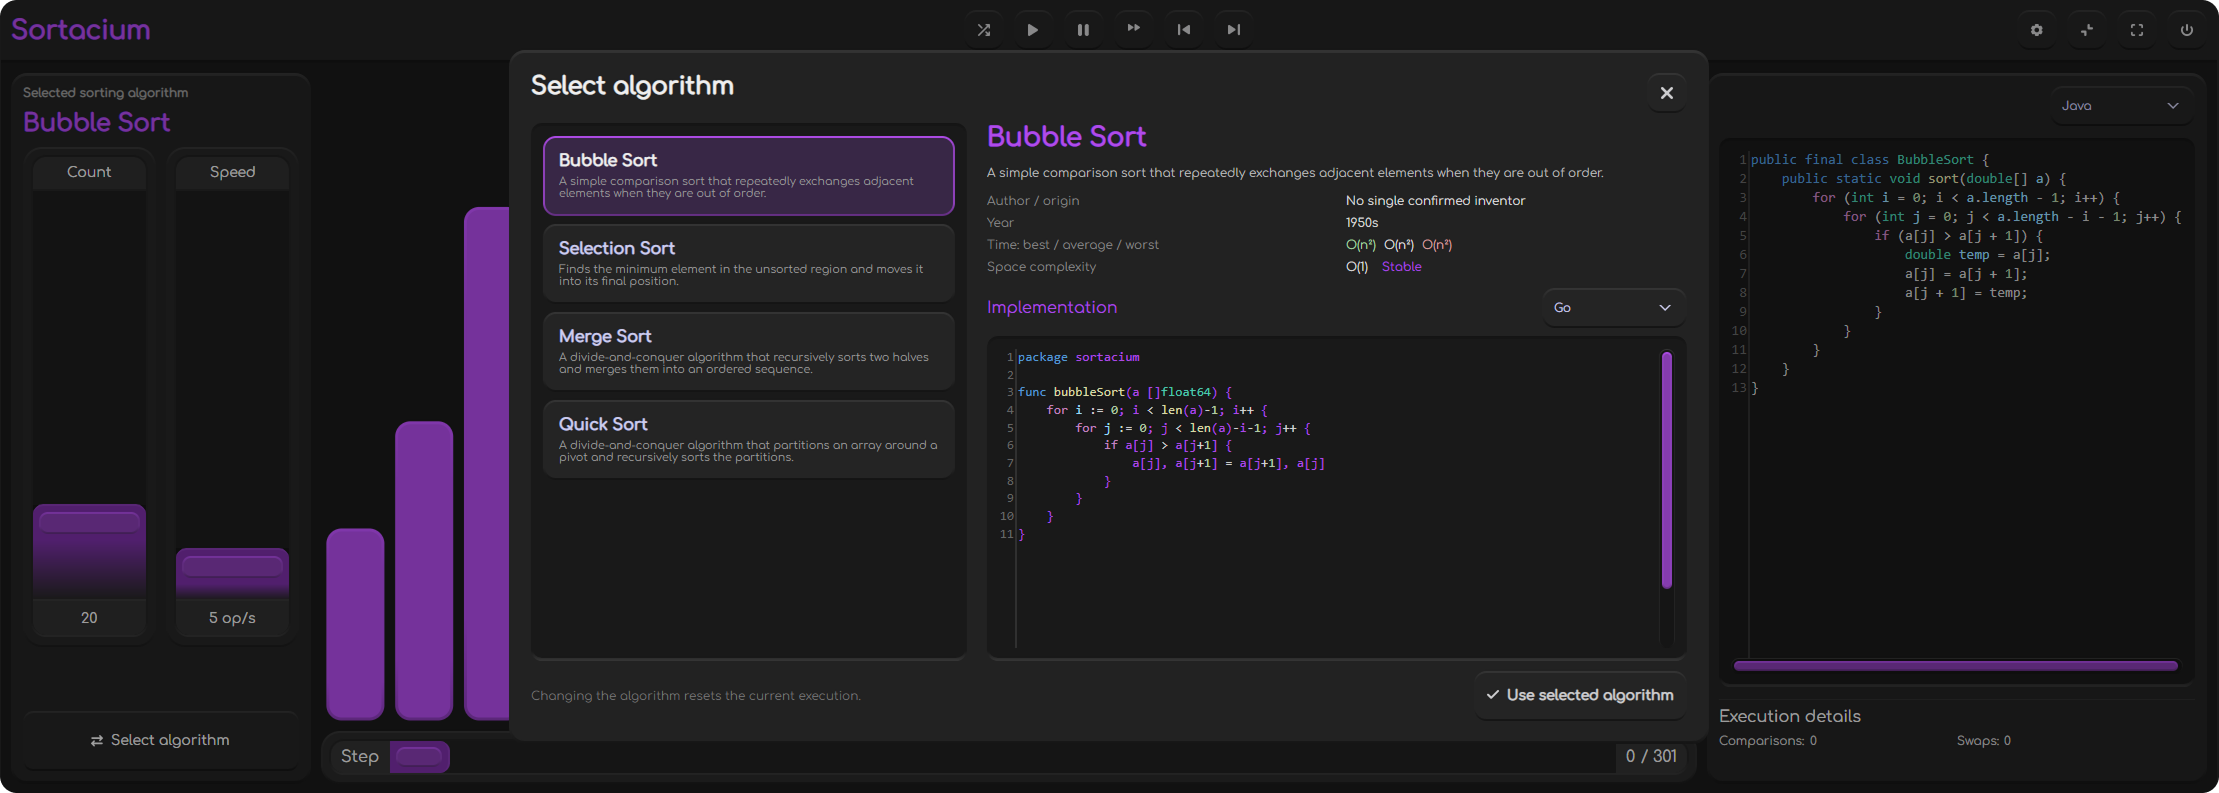 Sortacium
Selected sorting algorithm
Bubble Sort
Count
Speed
20
5 op/s
Select algorithm
Select algorithm
Bubble Sort
A simple comparison sort that repeatedly exchanges adjacent
elements when they are out of order.
Selection Sort
Finds the minimum element in the unsorted region and moves it
into its final position.
Merge Sort
A divide-and-conquer algorithm that recursively sorts two halves
and merges them into an ordered sequence.
Quick Sort
A divide-and-conquer algorithm that partitions an array around a
pivot and recursively sorts the partitions.
Changing the algorithm resets the current execution.
Bubble Sort
A simple comparison sort that repeatedly exchanges adjacent elements when they are out of order.
Author / origin No single confirmed inventor
Year 1950s
Time: best / average / worst O(n²) O(n²) O(n²)
Space complexity O(1) Stable
Implementation
Go
1 package sortacium
2
3 func bubbleSort(a []float64) {
4     for i := 0; i < len(a)-1; i++ {
5         for j := 0; j < len(a)-i-1; j++ {
6             if a[j] > a[j+1] {
7                 a[j], a[j+1] = a[j+1], a[j]
8             }
9         }
10     }
11 }
Use selected algorithm
Step
0 / 301
Java
1 public final class BubbleSort {
2     public static void sort(double[] a) {
3         for (int i = 0; i < a.length - 1; i++) {
4             for (int j = 0; j < a.length - i - 1; j++) {
5                 if (a[j] > a[j + 1]) {
6                     double temp = a[j];
7                     a[j] = a[j + 1];
8                     a[j + 1] = temp;
9                 }
10             }
11         }
12     }
13 }
Execution details
Comparisons: 0
Swaps: 0